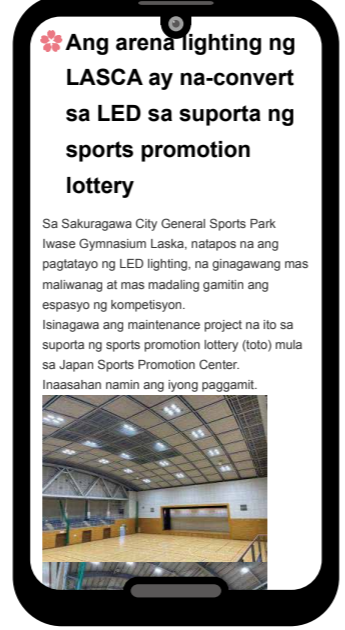 Ang arena lighting ng
LASCA ay na-convert
sa LED sa suporta ng
sports promotion
lottery
Sa Sakuragawa City General Sports Park
Iwase Gymnasium Laska, natapos na ang
pagtatayo ng LED lighting, na ginagawang mas
maliwanag at mas madaling gamitin ang
espasyo ng kompetisyon.
Isinagawa ang maintenance project na ito sa
suporta ng sports promotion lottery (toto) mula
sa Japan Sports Promotion Center.
Inaasahan namin ang iyong paggamit.